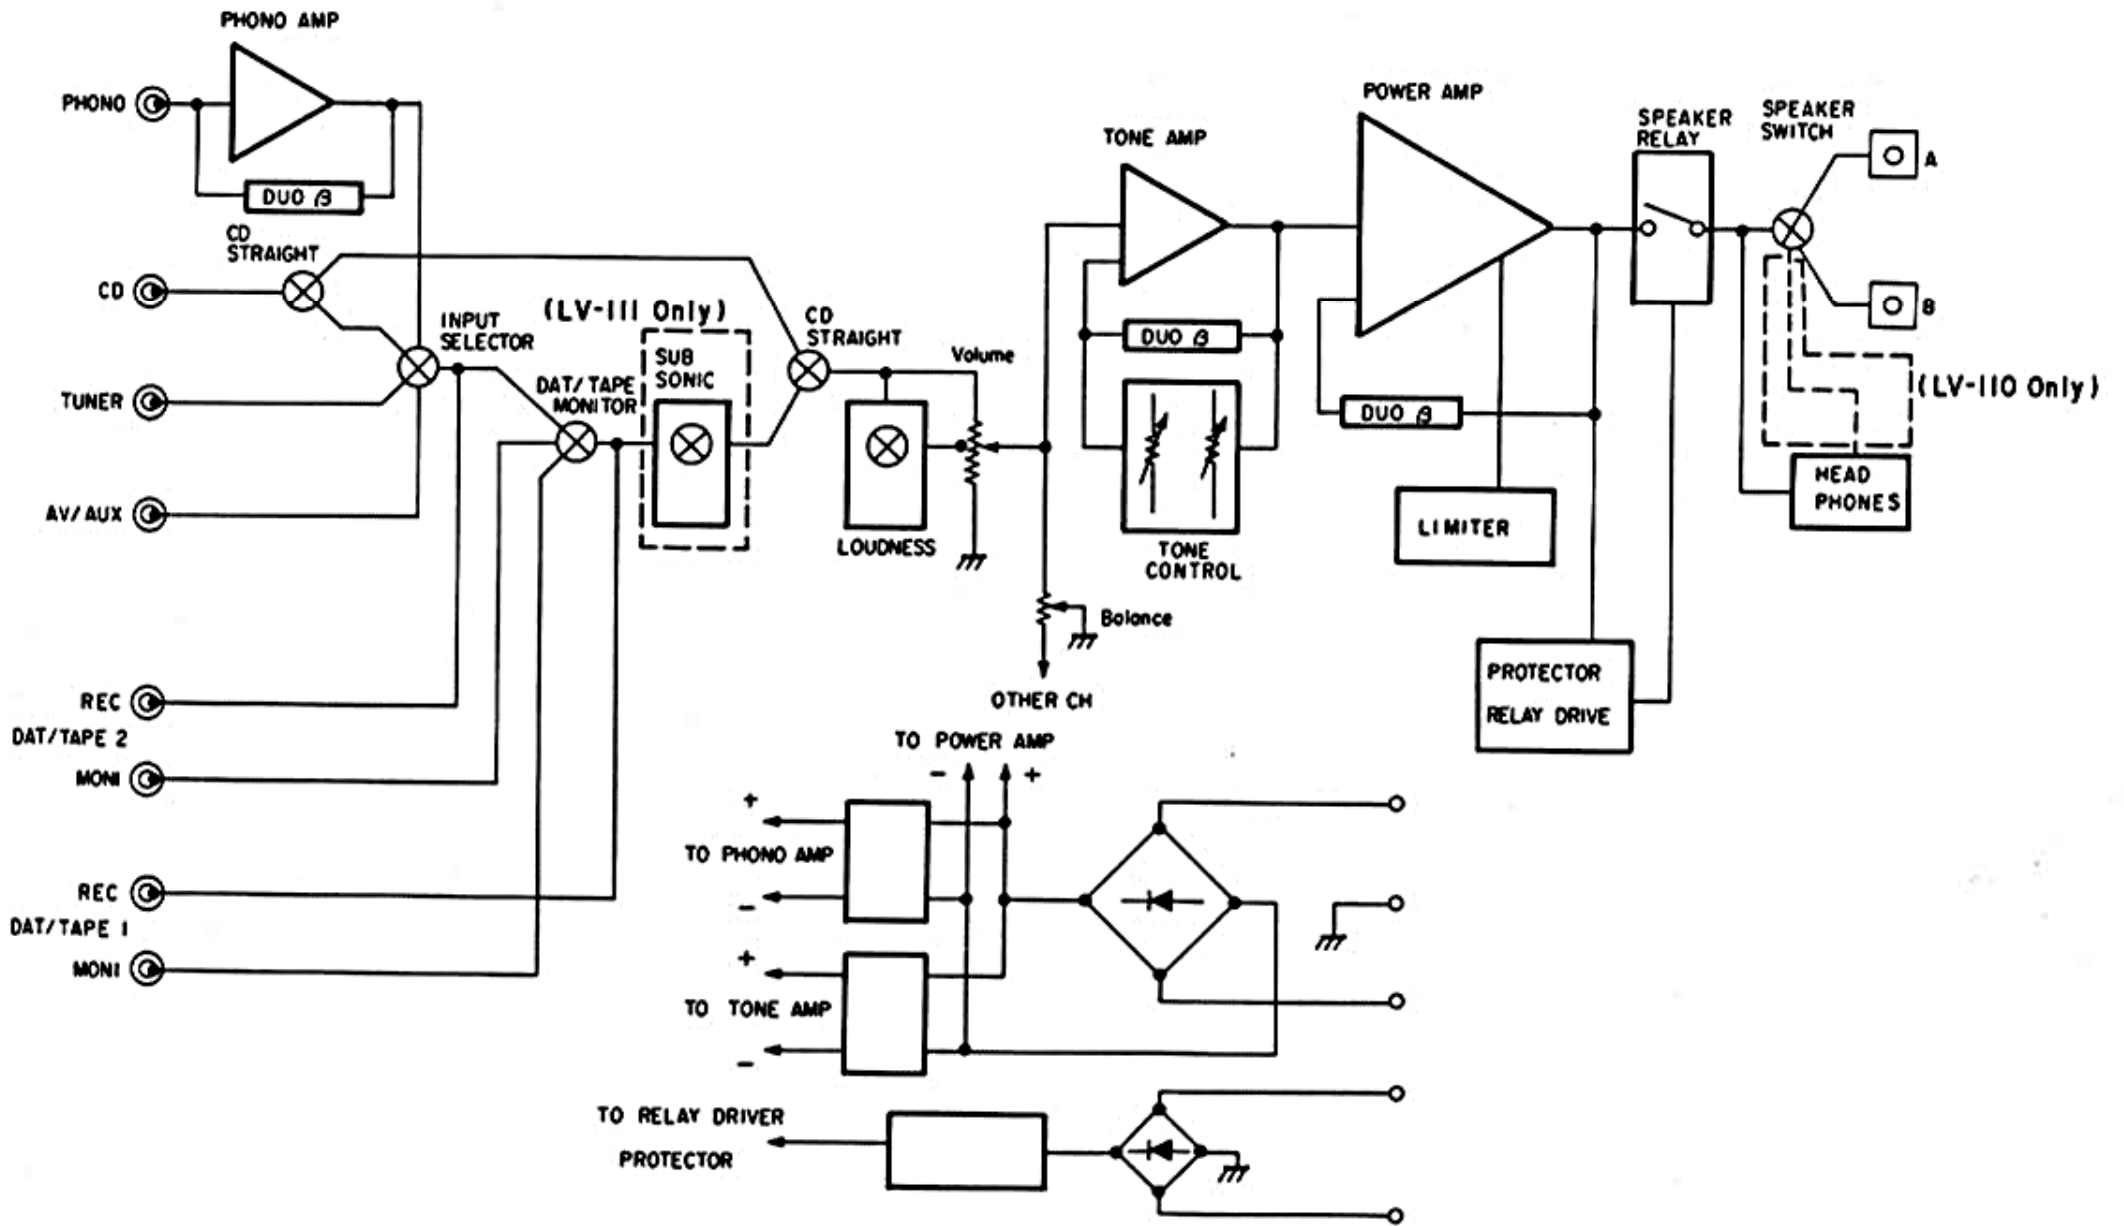 PHONO AMP
PHONO
DUO β
CD
STRAIGHT
CD
INPUT
SELECTOR
TUNER
AV/AUX
(LV-111 Only)
SUB
SONIC
DAT/TAPE
MONITOR
CD
STRAIGHT
LOUDNESS
Volume
TONE AMP
DUO β
TONE
CONTROL
Balance
OTHER CH
POWER AMP
DUO β
LIMITER
SPEAKER
RELAY
SPEAKER
SWITCH
A
B
(LV-110 Only)
HEAD
PHONES
PROTECTOR
RELAY DRIVE
REC
DAT/TAPE 2
MONI
REC
DAT/TAPE 1
MONI
TO POWER AMP
- +
+
TO PHONO AMP
-
+
TO TONE AMP
-
TO RELAY DRIVER
PROTECTOR